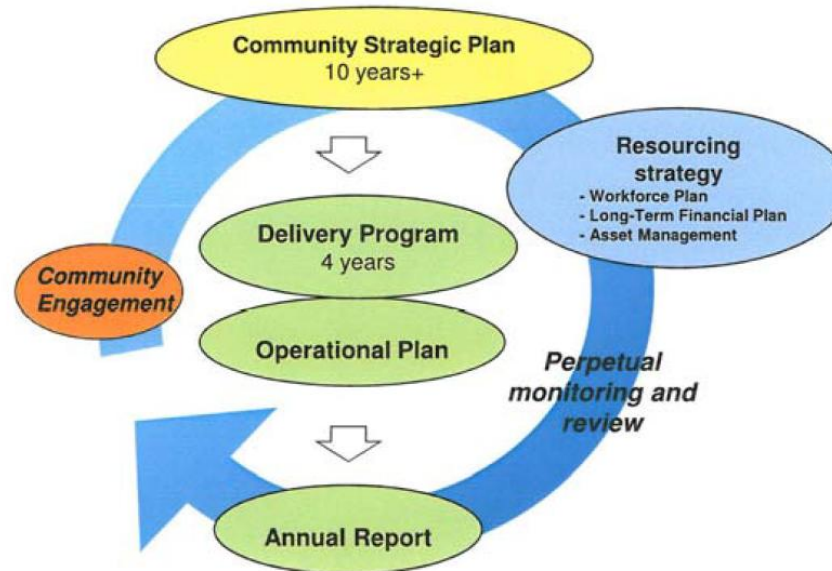 Community Strategic Plan
10 years+
Resourcing
strategy
- Workforce Plan
- Long-Term Financial Plan
- Asset Management
Delivery Program
4 years
Community
Engagement
Operational Plan
Perpetual
monitoring and
review
Annual Report